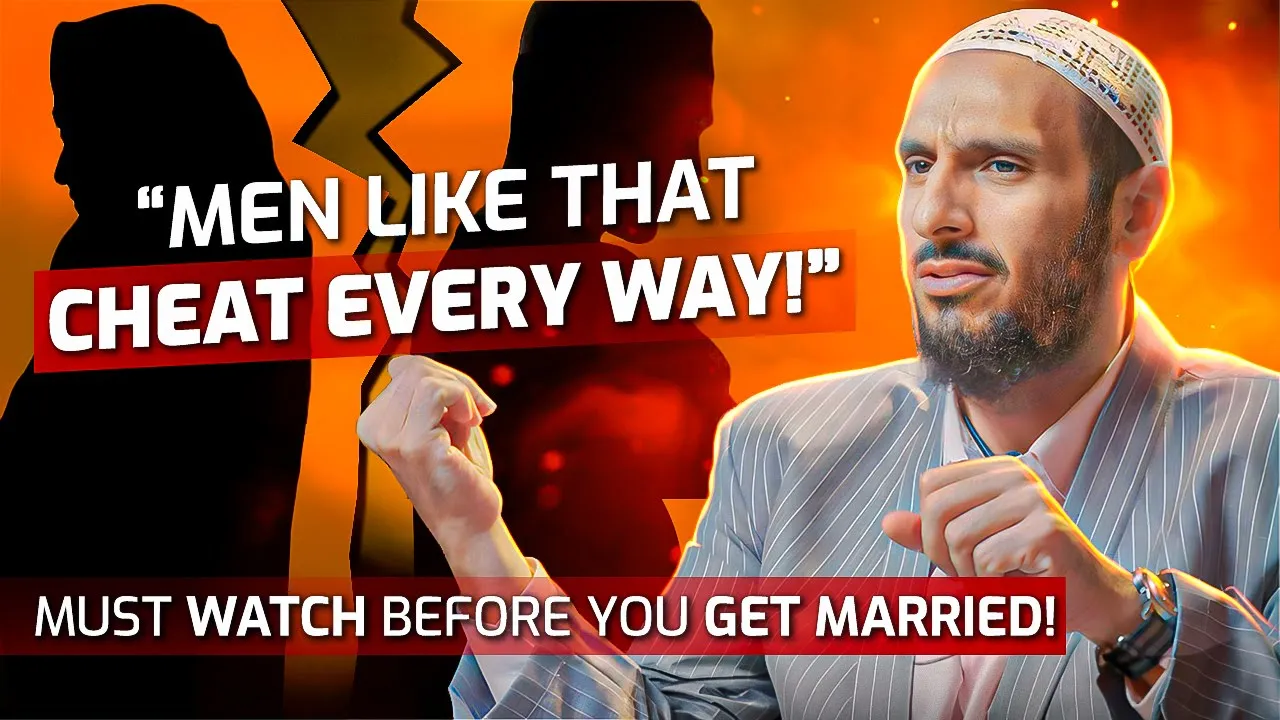 “MEN LIKE THAT
CHEAT EVERY WAY!”
MUST WATCH BEFORE YOU GET MARRIED!